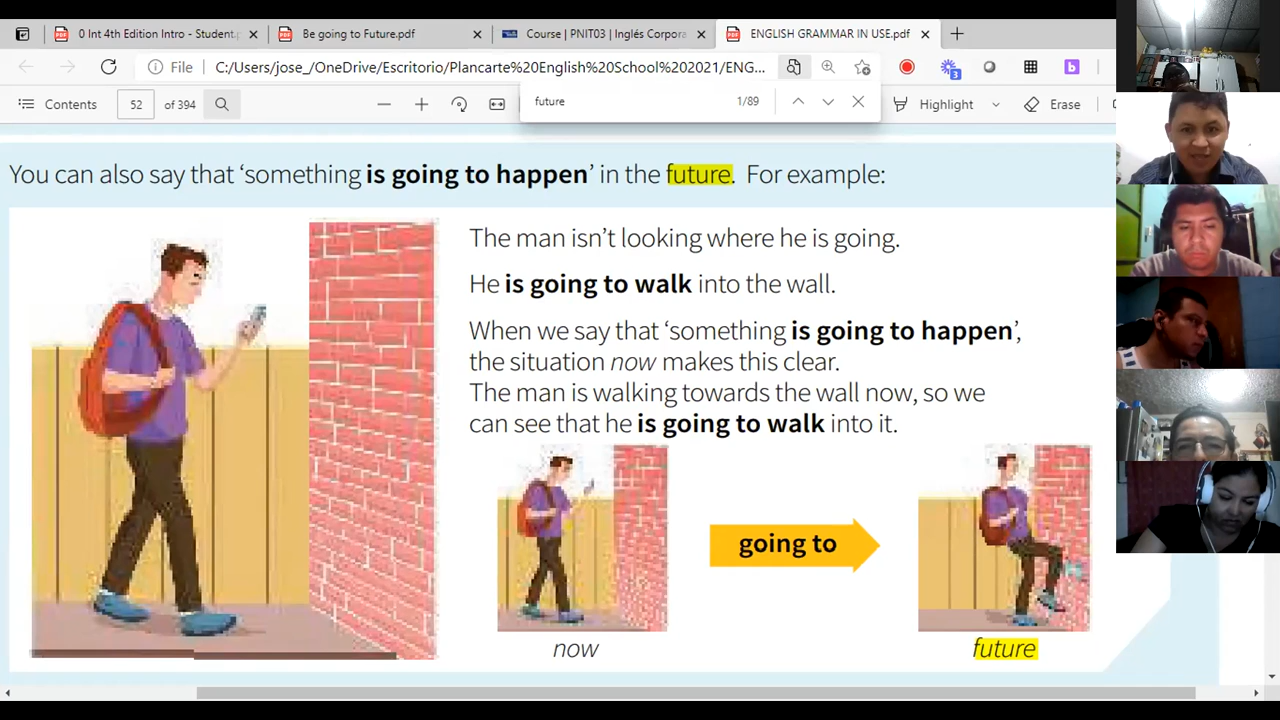 0 Int 4th Edition Intro - Student.p
Be going to Future.pdf
Course | PNIT03 | Inglés Corpora
ENGLISH GRAMMAR IN USE.pdf
File
C:/Users/jose_/OneDrive/Escritorio/Pl
te%20English%20School%202021/ENG...
3
b
Contents
52
of 394
future
1/89
Highlight
Erase
You can also say that ‘something is going to happen’ in the future. For example:
The man isn’t looking where he is going.
He is going to walk into the wall.
When we say that ‘something is going to happen’,
the situation now makes this clear.
The man is walking towards the wall now, so we
can see that he is going to walk into it.
going to
now
future